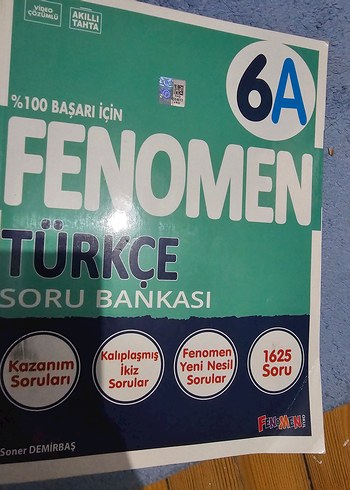 VİDEO
ÇÖZÜMLÜ
AKILLI
TAHTA
6A
%100 BAŞARI İÇİN
FENOMEN
TÜRKÇE
SORU BANKASI
Kazanım
Soruları
Kalıplaşmış
İkiz
Sorular
Fenomen
Yeni Nesil
Sorular
1625
Soru
FENOMEN
Soner DEMİRBAŞ